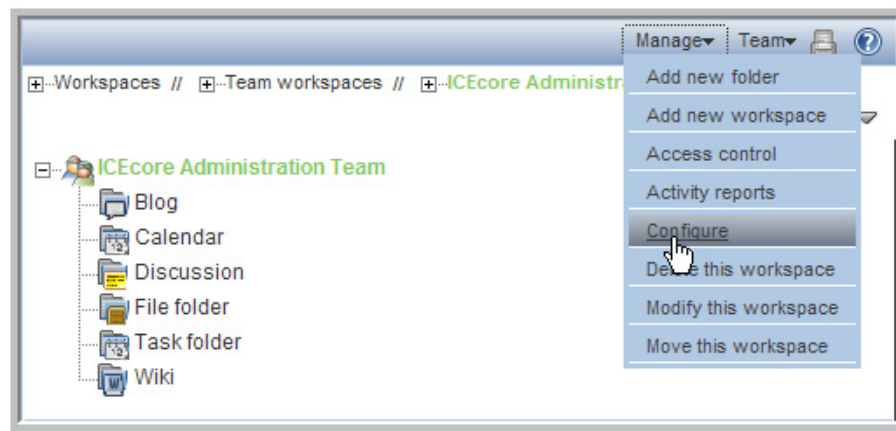 Manage Team
Workspaces // Team workspaces // ICEcore Administr
Add new folder
Add new workspace
Access control
Activity reports
Configure
Delete this workspace
Modify this workspace
Move this workspace
ICEcore Administration Team
Blog
Calendar
Discussion
File folder
Task folder
Wiki